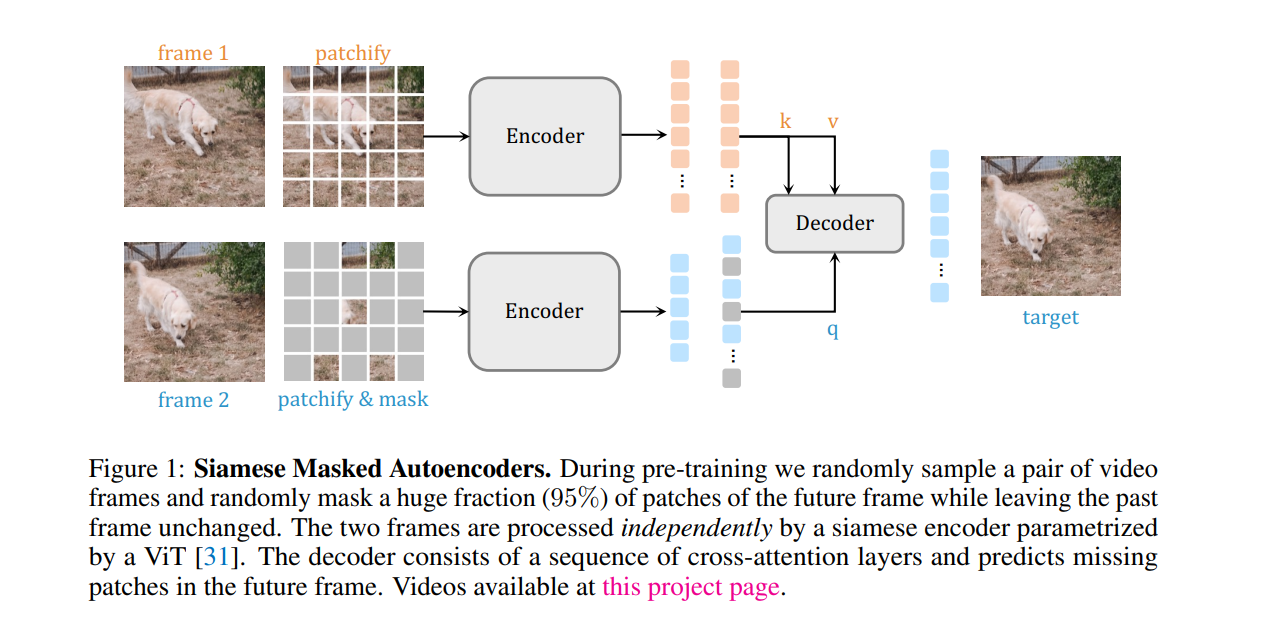 frame 1
patchify
Encoder
k
v
Decoder
target
Encoder
q
frame 2
patchify & mask
Figure 1: Siamese Masked Autoencoders. During pre-training we randomly sample a pair of video
frames and randomly mask a huge fraction (95%) of patches of the future frame while leaving the past
frame unchanged. The two frames are processed independently by a siamese encoder parametrized
by a ViT [31]. The decoder consists of a sequence of cross-attention layers and predicts missing
patches in the future frame. Videos available at this project page.